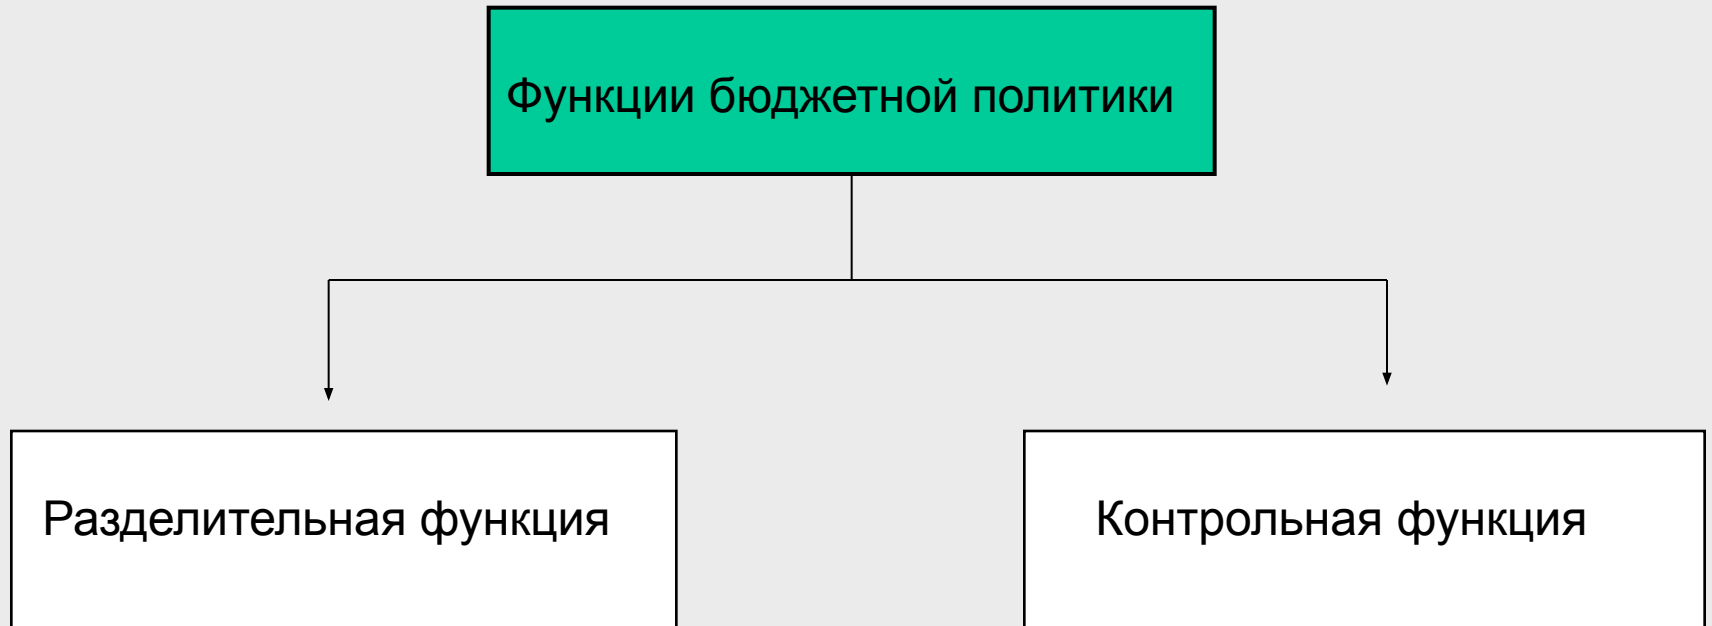 Функции бюджетной политики
Разделительная функция
Контрольная функция